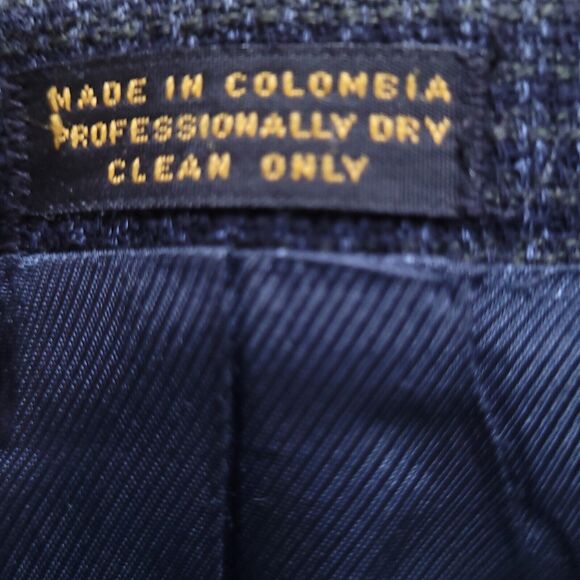 MADE IN COLOMBIA
PROFESSIONALLY DRY
CLEAN ONLY